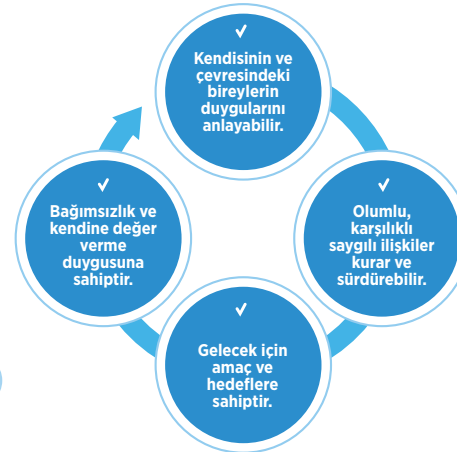 ✓
Kendisinin ve
çevresindeki
bireylerin
duygularını
anlayabilir.
✓
Olumlu,
karşılıklı
saygılı ilişkiler
kurar ve
sürdürebilir.
✓
Gelecek için
amaç ve
hedeflere
sahiptir.
✓
Bağımsızlık ve
kendine değer
verme
duygusuna
sahiptir.